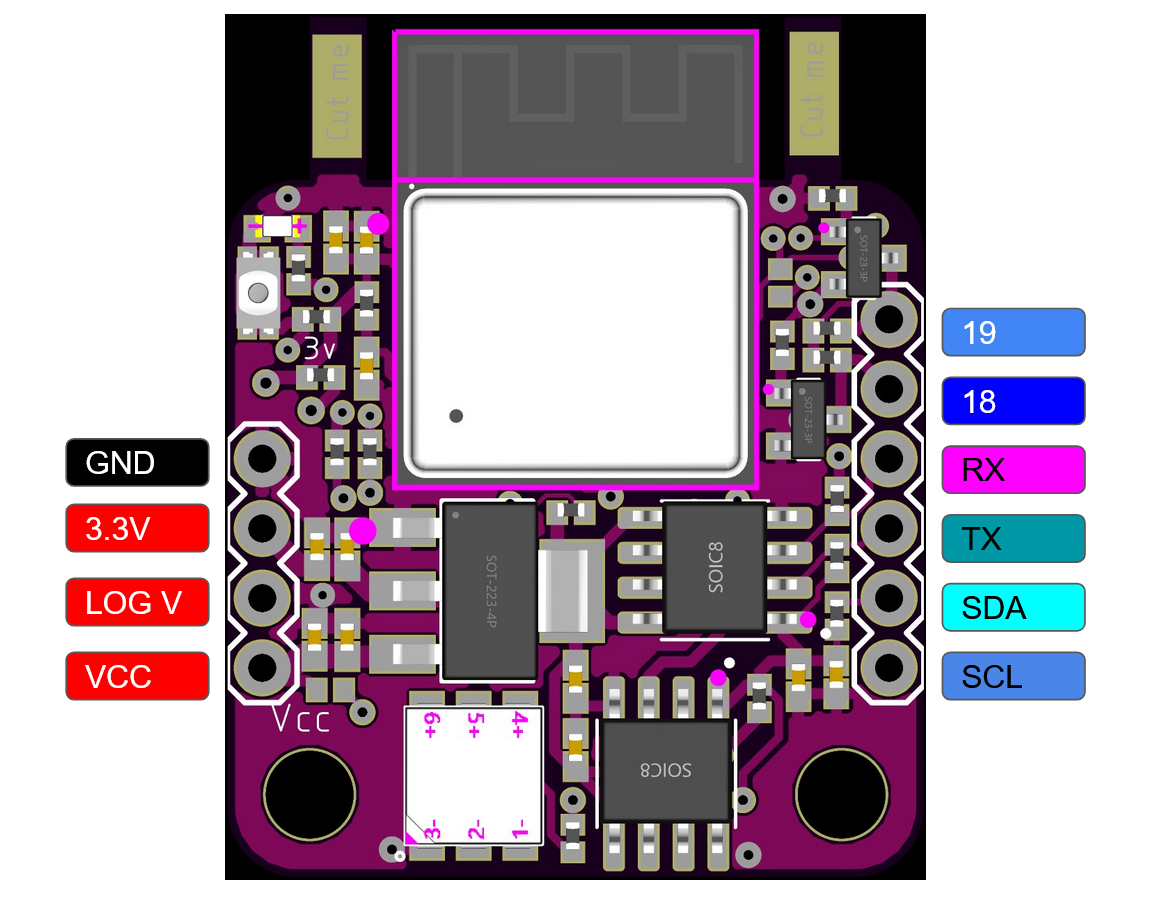 Cut me
Cut me
SOT-23-3P
3v
19
18
SOT-23-3P
GND
RX
3.3V
TX
SOT-223-4P
SOIC8
LOG V
SDA
VCC
SCL
Vcc
6+ 5+ 4+
SOIC8
3- 2- 1-